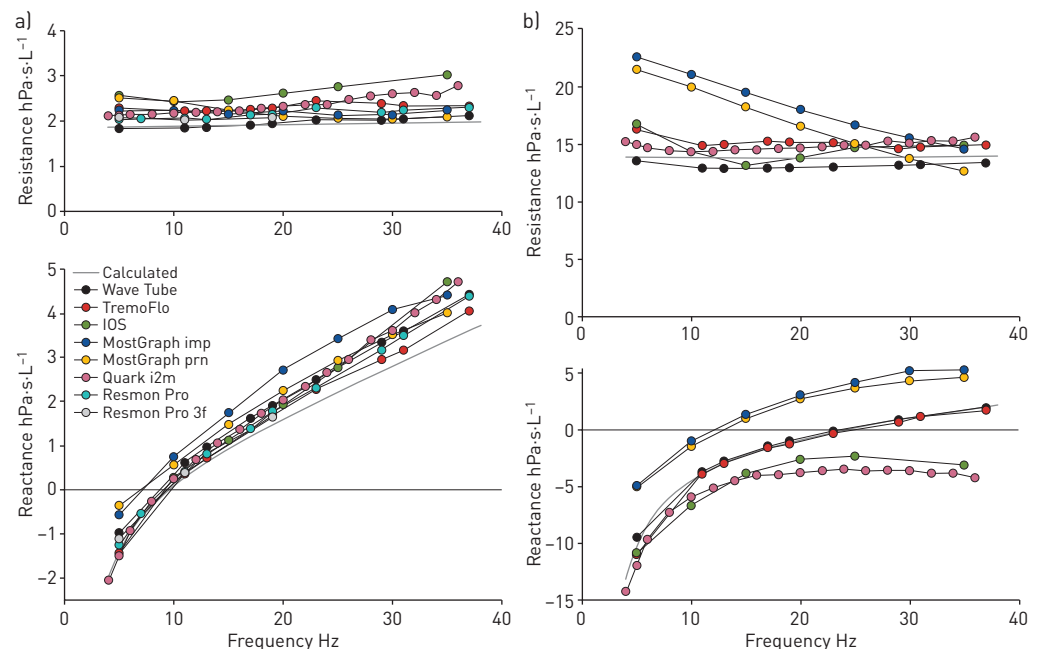 a)
Resistance hPa·s·L⁻¹
4
3
2
1
0
0 10 20 30 40
Reactance hPa·s·L⁻¹
5
4
3
2
1
0
−1
−2
Calculated
Wave Tube
TremoFlo
IOS
MostGraph imp
MostGraph prn
Quark i2m
Resmon Pro
Resmon Pro 3f
0 10 20 30 40
Frequency Hz
b)
Resistance hPa·s·L⁻¹
25
20
15
10
5
0
0 10 20 30 40
Reactance hPa·s·L⁻¹
5
0
−5
−10
−15
0 10 20 30 40
Frequency Hz